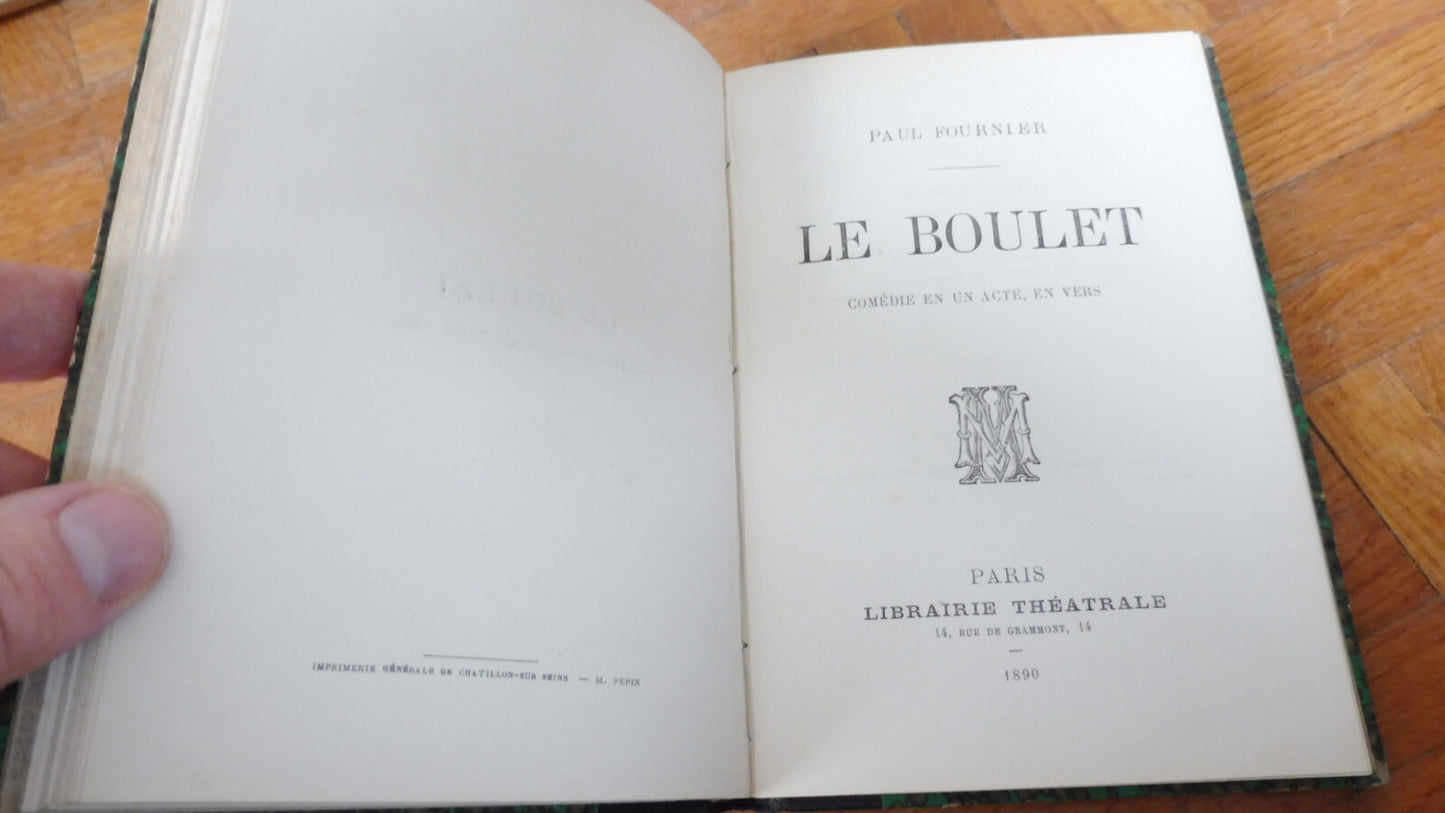 IMPRIMERIE GÉNÉRALE DE CHATILLON-SUR SEINE — M. PEPIN
PAUL FOURNIER
LE BOULET
COMÉDIE EN UN ACTE, EN VERS
PARIS
LIBRAIRIE THÉATRALE
14, RUE DE GRAMMONT, 14
1890